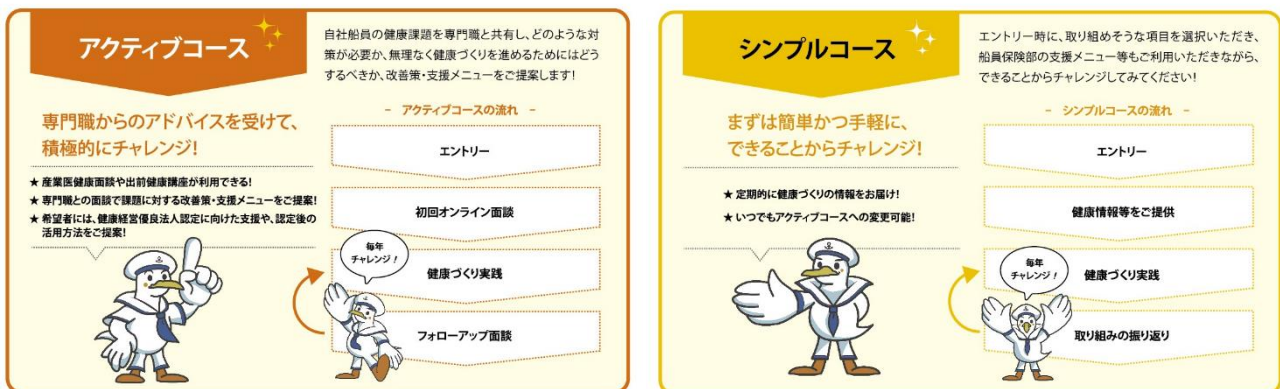 アクティブコース
自社船員の健康課題を専門職と共有し、どのような対
策が必要か、無理なく健康づくりを進めるためにはどう
するべきか、改善策・支援メニューをご提案します!
専門職からのアドバイスを受けて、
積極的にチャレンジ!
★ 産業医健康面談や出前健康講座が利用できる!
★ 専門職との面談で課題に対する改善策・支援メニューをご提案!
★ 希望者には、健康経営優良法人認定に向けた支援や、認定後の
活用方法をご提案!
- アクティブコースの流れ -
エントリー
初回オンライン面談
毎年
チャレンジ!
健康づくり実践
フォローアップ面談
シンプルコース
エントリー時に、取り組めそうな項目を選択いただき、
船員保険部の支援メニュー等もご利用いただきながら、
できることからチャレンジしてみてください!
まずは簡単かつ手軽に、
できることからチャレンジ!
★ 定期的に健康づくりの情報をお届け!
★ いつでもアクティブコースへの変更可能!
- シンプルコースの流れ -
エントリー
健康情報等をご提供
毎年
チャレンジ!
健康づくり実践
取り組みの振り返り